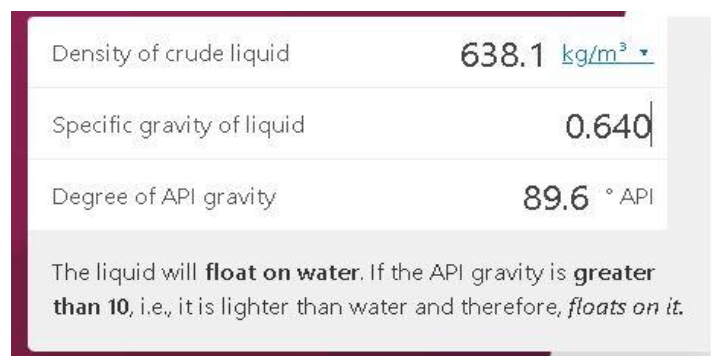 Density of crude liquid 638.1 kg/m³
Specific gravity of liquid 0.640
Degree of API gravity 89.6 ° API
The liquid will float on water. If the API gravity is greater
than 10, i.e., it is lighter than water and therefore, floats on it.